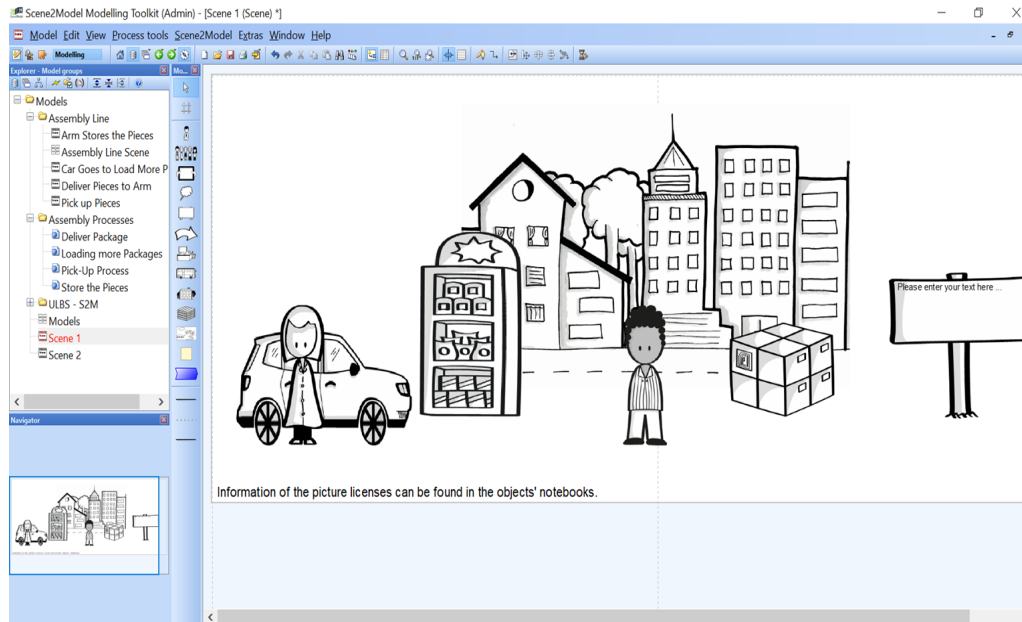 Scene2Model Modelling Toolkit (Admin) - [Scene 1 (Scene) *]
Model Edit View Process tools Scene2Model Extras Window Help
Modelling
Explorer - Model groups
Mo...
Models
Assembly Line
Arm Stores the Pieces
Assembly Line Scene
Car Goes to Load More P
Deliver Pieces to Arm
Pick up Pieces
Assembly Processes
Deliver Package
Loading more Packages
Pick-Up Process
Store the Pieces
ULBS - S2M
Models
Scene 1
Scene 2
Navigator
Please enter your text here ...
Information of the picture licenses can be found in the objects' notebooks.